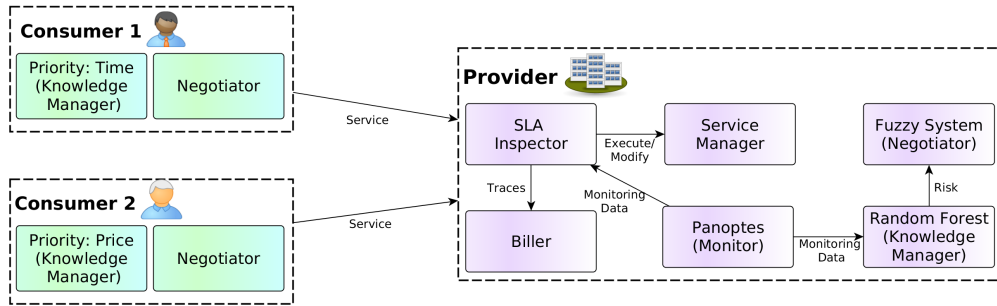 Consumer 1
Priority: Time
(Knowledge
Manager)
Negotiator
Service
Consumer 2
Priority: Price
(Knowledge
Manager)
Negotiator
Service
Provider
SLA
Inspector
Execute/
Modify
Service
Manager
Fuzzy System
(Negotiator)
Traces
Monitoring
Data
Risk
Biller
Panoptes
(Monitor)
Monitoring
Data
Random Forest
(Knowledge
Manager)